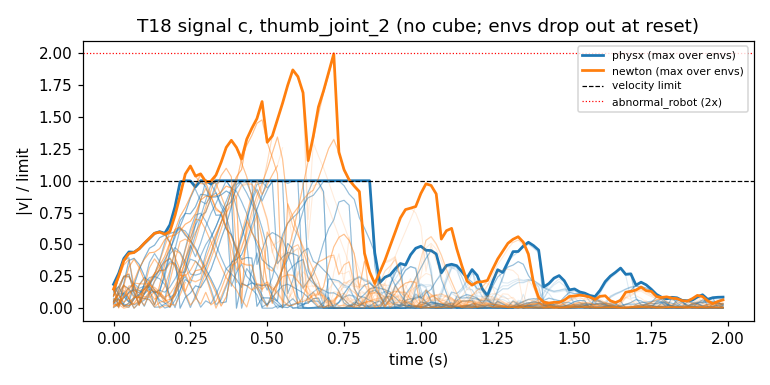 T18 signal c, thumb_joint_2 (no cube; envs drop out at reset)
2.00
1.75
1.50
1.25
1.00
0.75
0.50
0.25
0.00
|v| / limit
physx (max over envs)
newton (max over envs)
velocity limit
abnormal_robot (2x)
0.00 0.25 0.50 0.75 1.00 1.25 1.50 1.75 2.00
time (s)